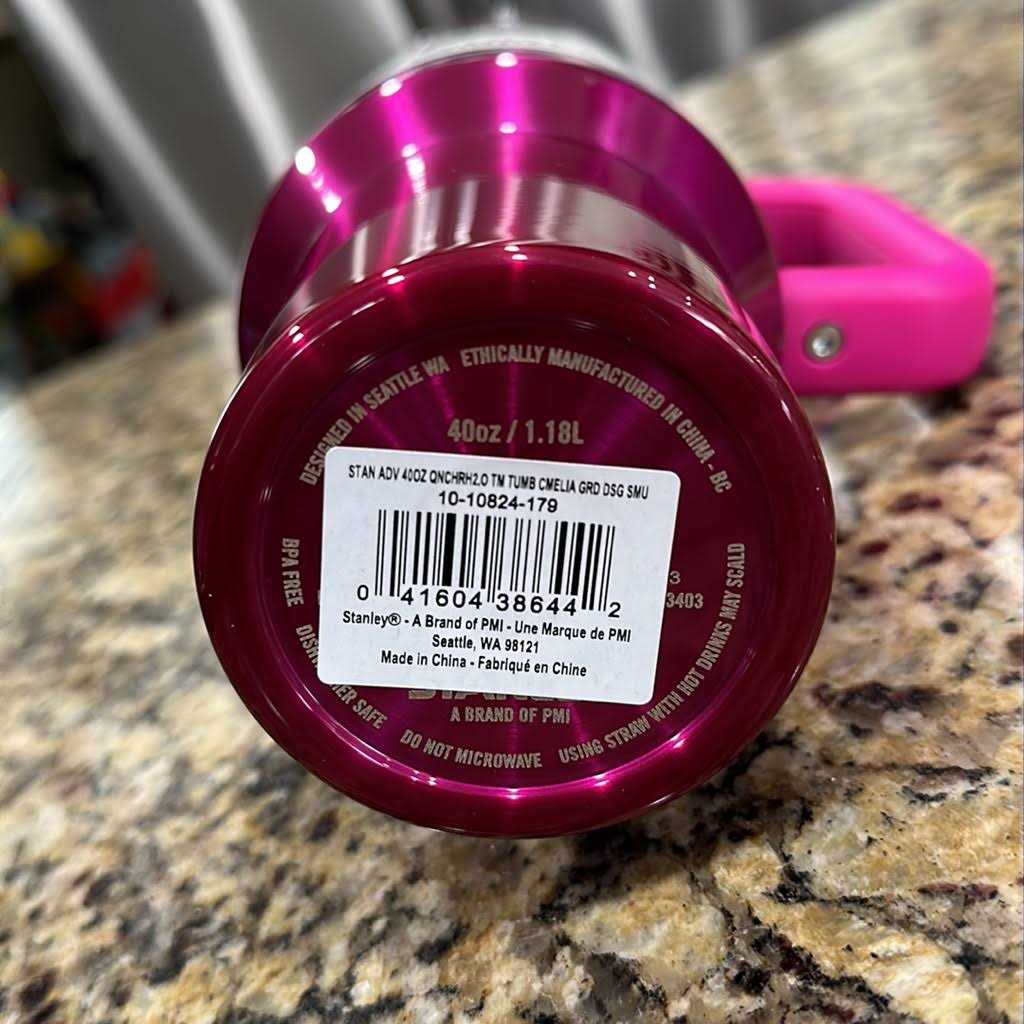 DESIGNED IN SEATTLE WA ETHICALLY MANUFACTURED IN CHINA - BC
40oz / 1.18L
STAN ADV 40OZ QNCHRH2.O TM TUMB CMELIA GRD DSG SMU
10-10824-179
0 41604 38644 2
Stanley® - A Brand of PMI - Une Marque de PMI
Seattle, WA 98121
Made in China - Fabriqué en Chine
3
3403
A BRAND OF PMI
BPA FREE
SAFE
DO NOT MICROWAVE
USING STRAW WITH HOT DRINKS MAY SCALD